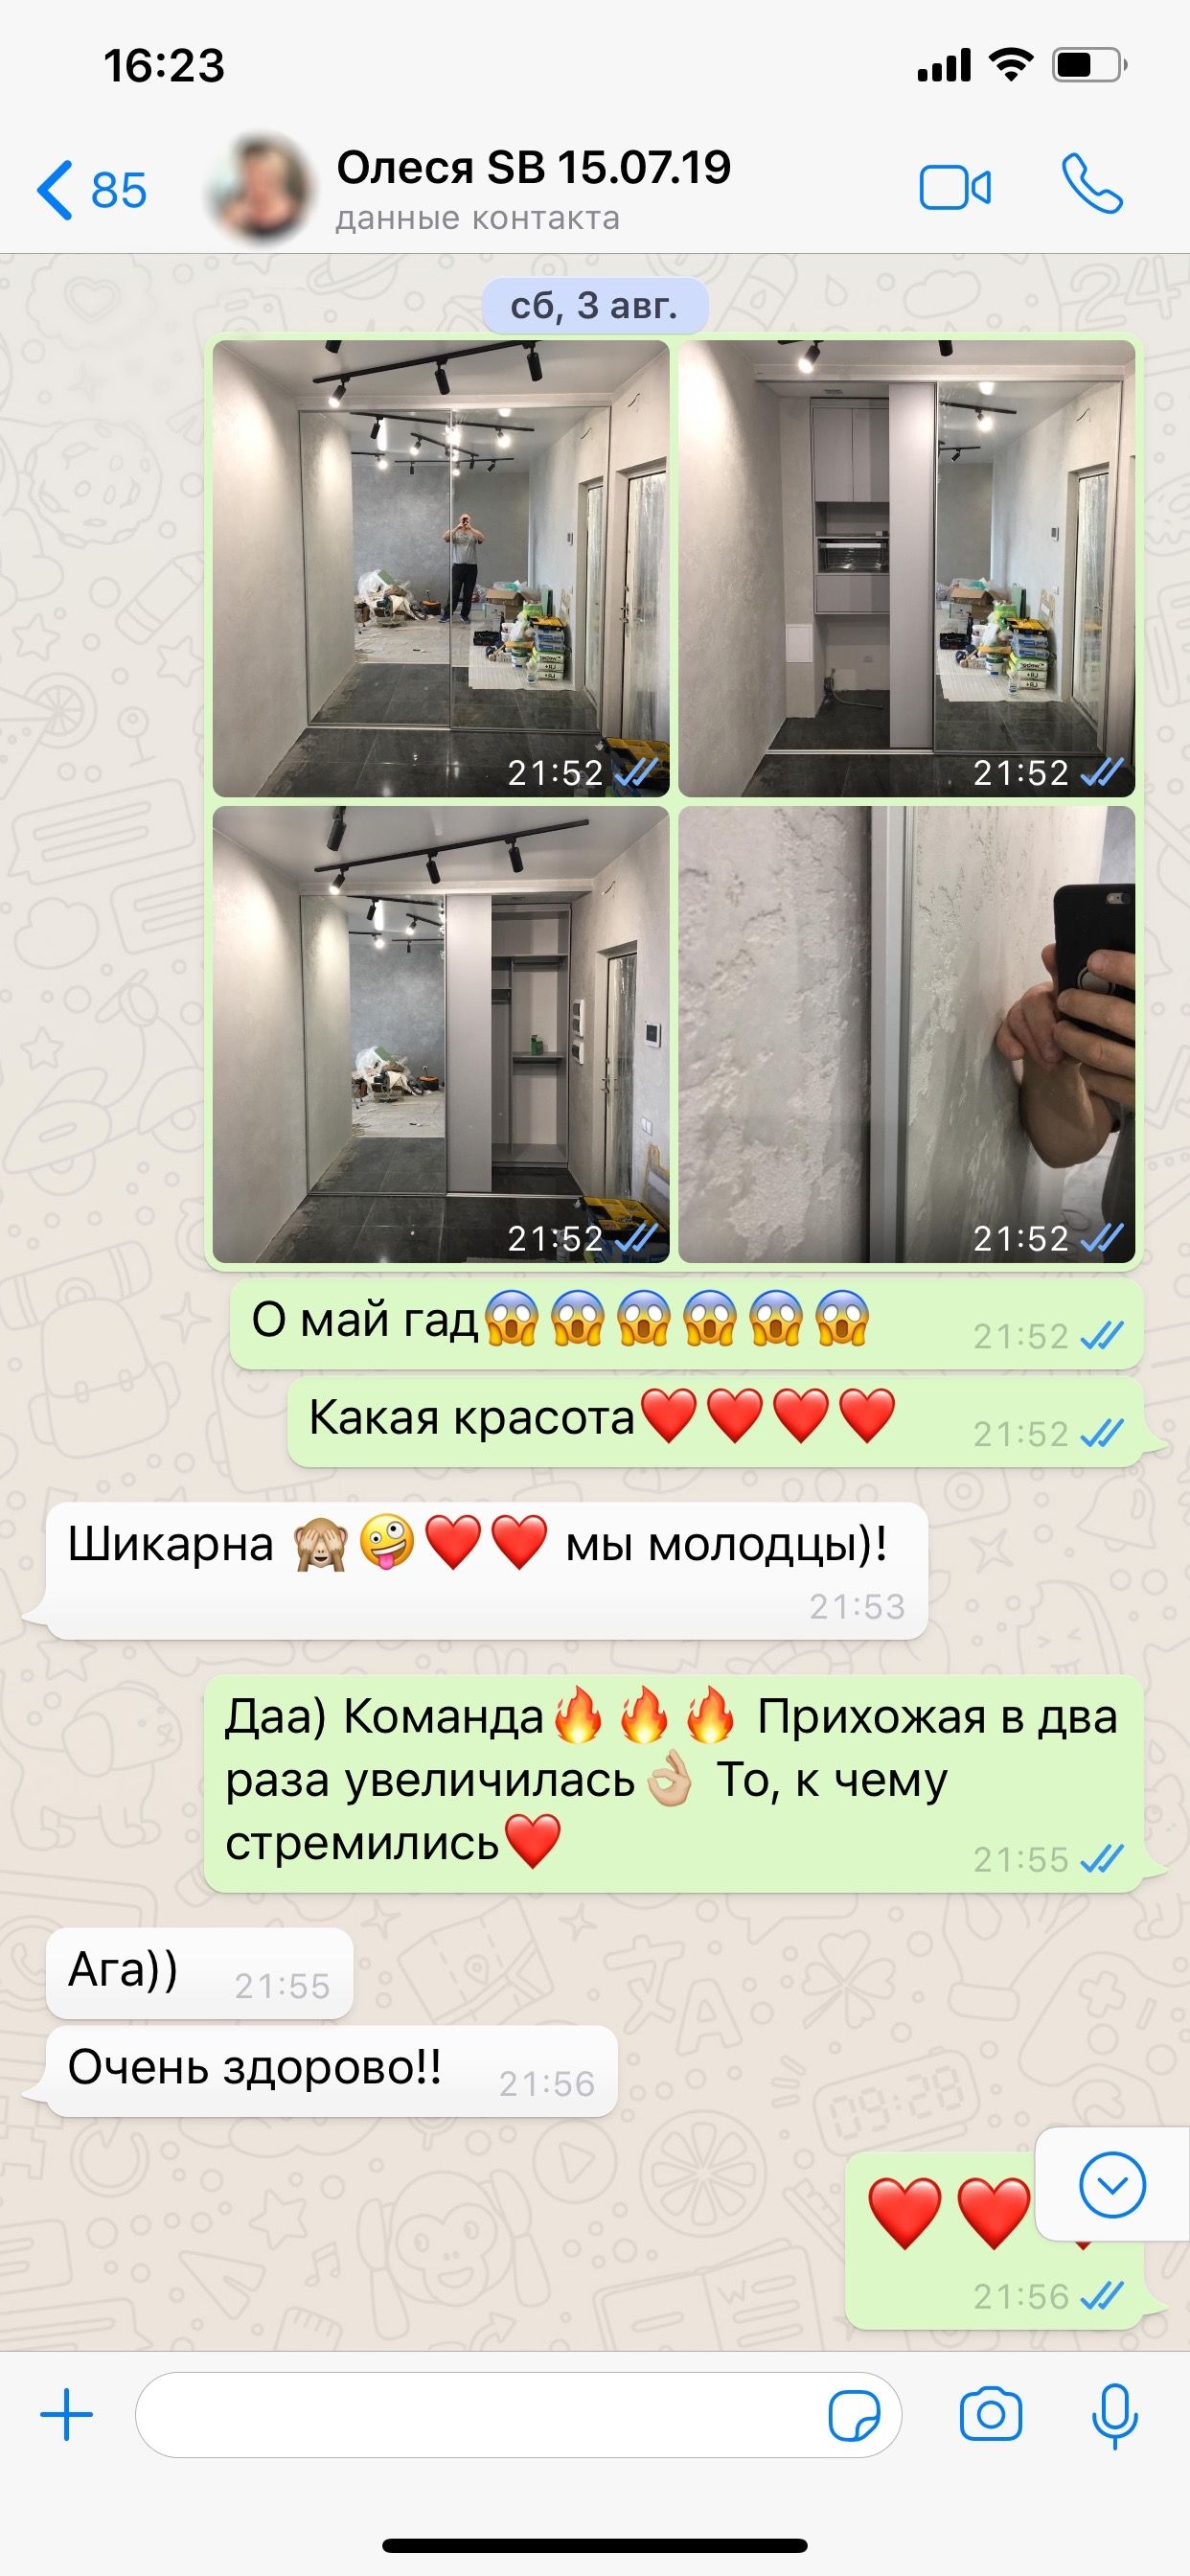 16:23
85
Олеся SB 15.07.19
данные контакта
сб, 3 авг.
21:52
21:52
21:52
21:52
О май гад😱😱😱😱😱😱
21:52
Какая красота❤️❤️❤️❤️
21:52
Шикарна 🙈🤪❤️❤️ мы молодцы)!
21:53
Даа) Команда🔥🔥🔥 Прихожая в два
раза увеличилась👌🏼 То, к чему
стремились❤️
21:55
Ага))
21:55
Очень здорово!!
21:56
❤️❤️❤️
21:56